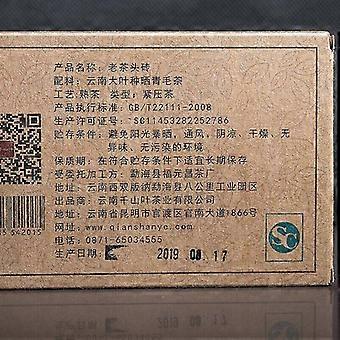 产品名称：老茶头砖
配料：云南大叶种晒青毛茶
工艺：熟茶 类型：紧压茶
产品执行标准：GB/T22111-2008
生产许可证号：SC11453282252786
贮存条件：避免阳光暴晒，通风，阴凉、干燥、无
异味、无污染的环境
保质期：在符合贮存条件下适宜长期保存
受委托加工方：勐海县福元昌茶厂
地址：云南西双版纳勐海县八公里工业园区
出品商：云南千山叶茶业有限公司
地址：云南省昆明市官渡区官南大道1866号
网址：www.qianshanyc.com
电话：0871-65034555
生产日期： 2019 08 17